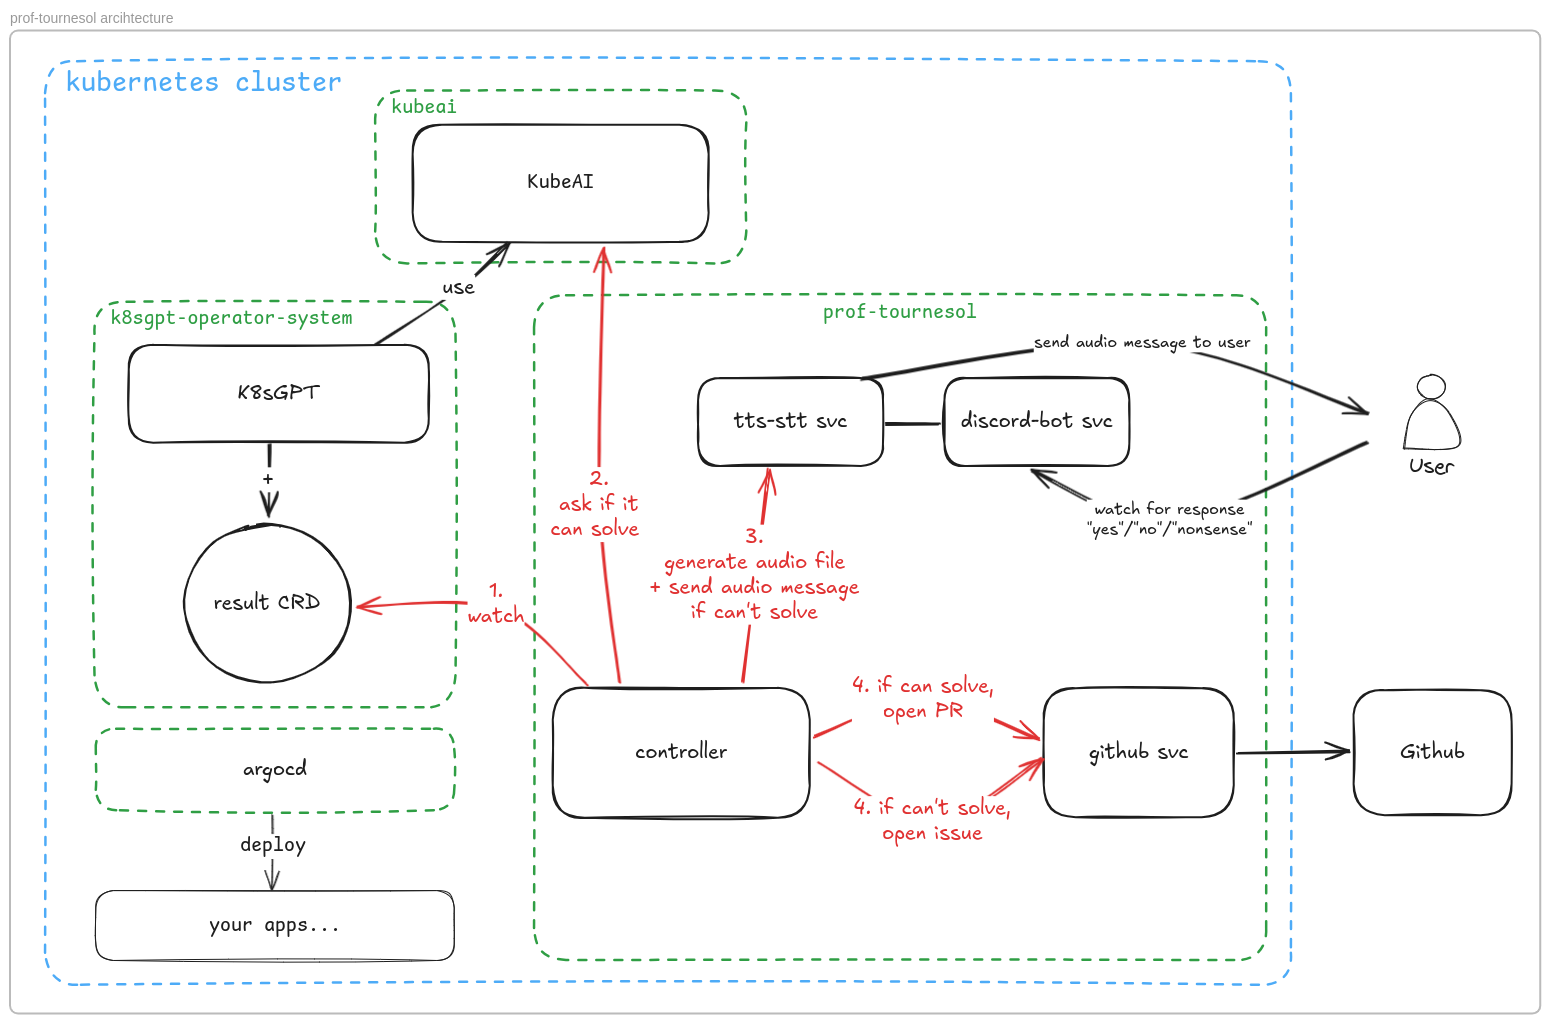 prof-tournesol arcihtecture
kubernetes cluster
kubeai
KubeAI
use
k8sgpt-operator-system
K8sGPT
+
result CRD
argocd
deploy
your apps...
prof-tournesol
send audio message to user
tts-stt svc
discord-bot svc
User
watch for response
"yes"/"no"/"nonsense"
1.
watch
2.
ask if it
can solve
3.
generate audio file
+ send audio message
if can't solve
controller
4. if can solve,
open PR
4. if can't solve,
open issue
github svc
Github